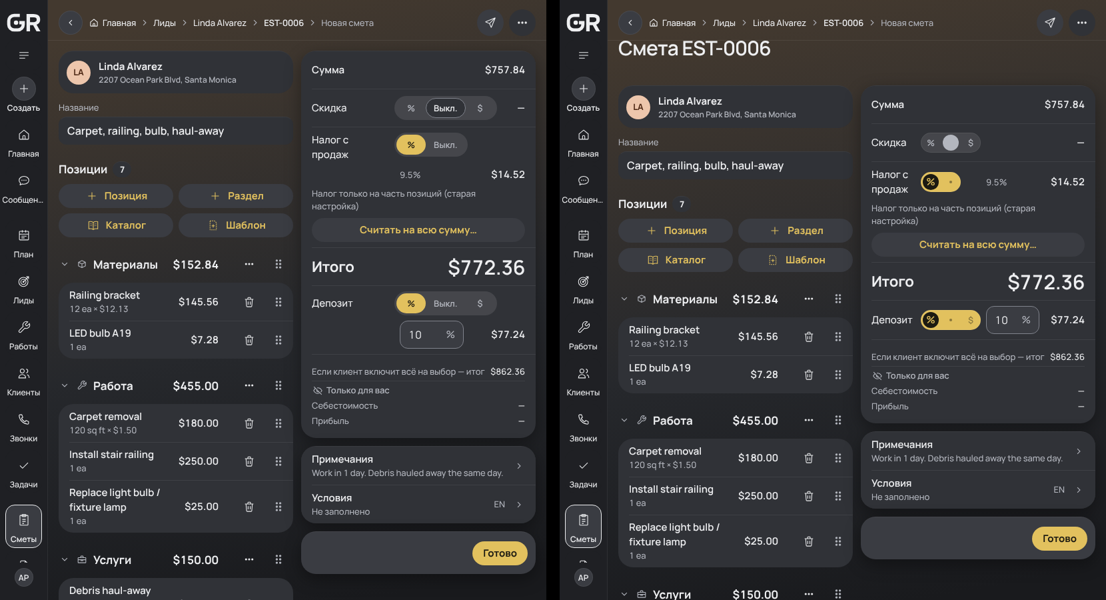 GR
Главная
Лиды
Linda Alvarez
EST-0006
Новая смета
Создать
Главная
Сообщен…
План
Лиды
Работы
Клиенты
Звонки
Задачи
Сметы
AP
LA
Linda Alvarez
2207 Ocean Park Blvd, Santa Monica
Название
Carpet, railing, bulb, haul-away
Позиции 7
+ Позиция
+ Раздел
Каталог
Шаблон
Материалы $152.84
Railing bracket
12 ea × $12.13
$145.56
LED bulb A19
1 ea
$7.28
Работа $455.00
Carpet removal
120 sq ft × $1.50
$180.00
Install stair railing
1 ea
$250.00
Replace light bulb /
fixture lamp
1 ea
$25.00
Услуги $150.00
Debris haul-away
Сумма $757.84
Скидка % Выкл. $ –
Налог с
продаж
% Выкл.
9.5% $14.52
Налог только на часть позиций (старая
настройка)
Считать на всю сумму…
Итого $772.36
Депозит % Выкл. $
10 % $77.24
Если клиент включит всё на выбор — итог $862.36
Только для вас
Себестоимость –
Прибыль –
Примечания
Work in 1 day. Debris hauled away the same day.
Условия
Не заполнено
EN
Готово
GR
Главная
Лиды
Linda Alvarez
EST-0006
Новая смета
Создать
Главная
Сообщен…
План
Лиды
Работы
Клиенты
Звонки
Задачи
Сметы
AP
Смета EST-0006
LA
Linda Alvarez
2207 Ocean Park Blvd, Santa Monica
Название
Carpet, railing, bulb, haul-away
Позиции 7
+ Позиция
+ Раздел
Каталог
Шаблон
Материалы $152.84
Railing bracket
12 ea × $12.13
$145.56
LED bulb A19
1 ea
$7.28
Работа $455.00
Carpet removal
120 sq ft × $1.50
$180.00
Install stair railing
1 ea
$250.00
Replace light bulb /
fixture lamp
1 ea
$25.00
Услуги $150.00
Сумма $757.84
Скидка % $ –
Налог с
продаж
% 9.5% $14.52
Налог только на часть позиций (старая
настройка)
Считать на всю сумму…
Итого $772.36
Депозит % $ 10 % $77.24
Если клиент включит всё на выбор — итог $862.36
Только для вас
Себестоимость –
Прибыль –
Примечания
Work in 1 day. Debris hauled away the same day.
Условия
Не заполнено
EN
Готово